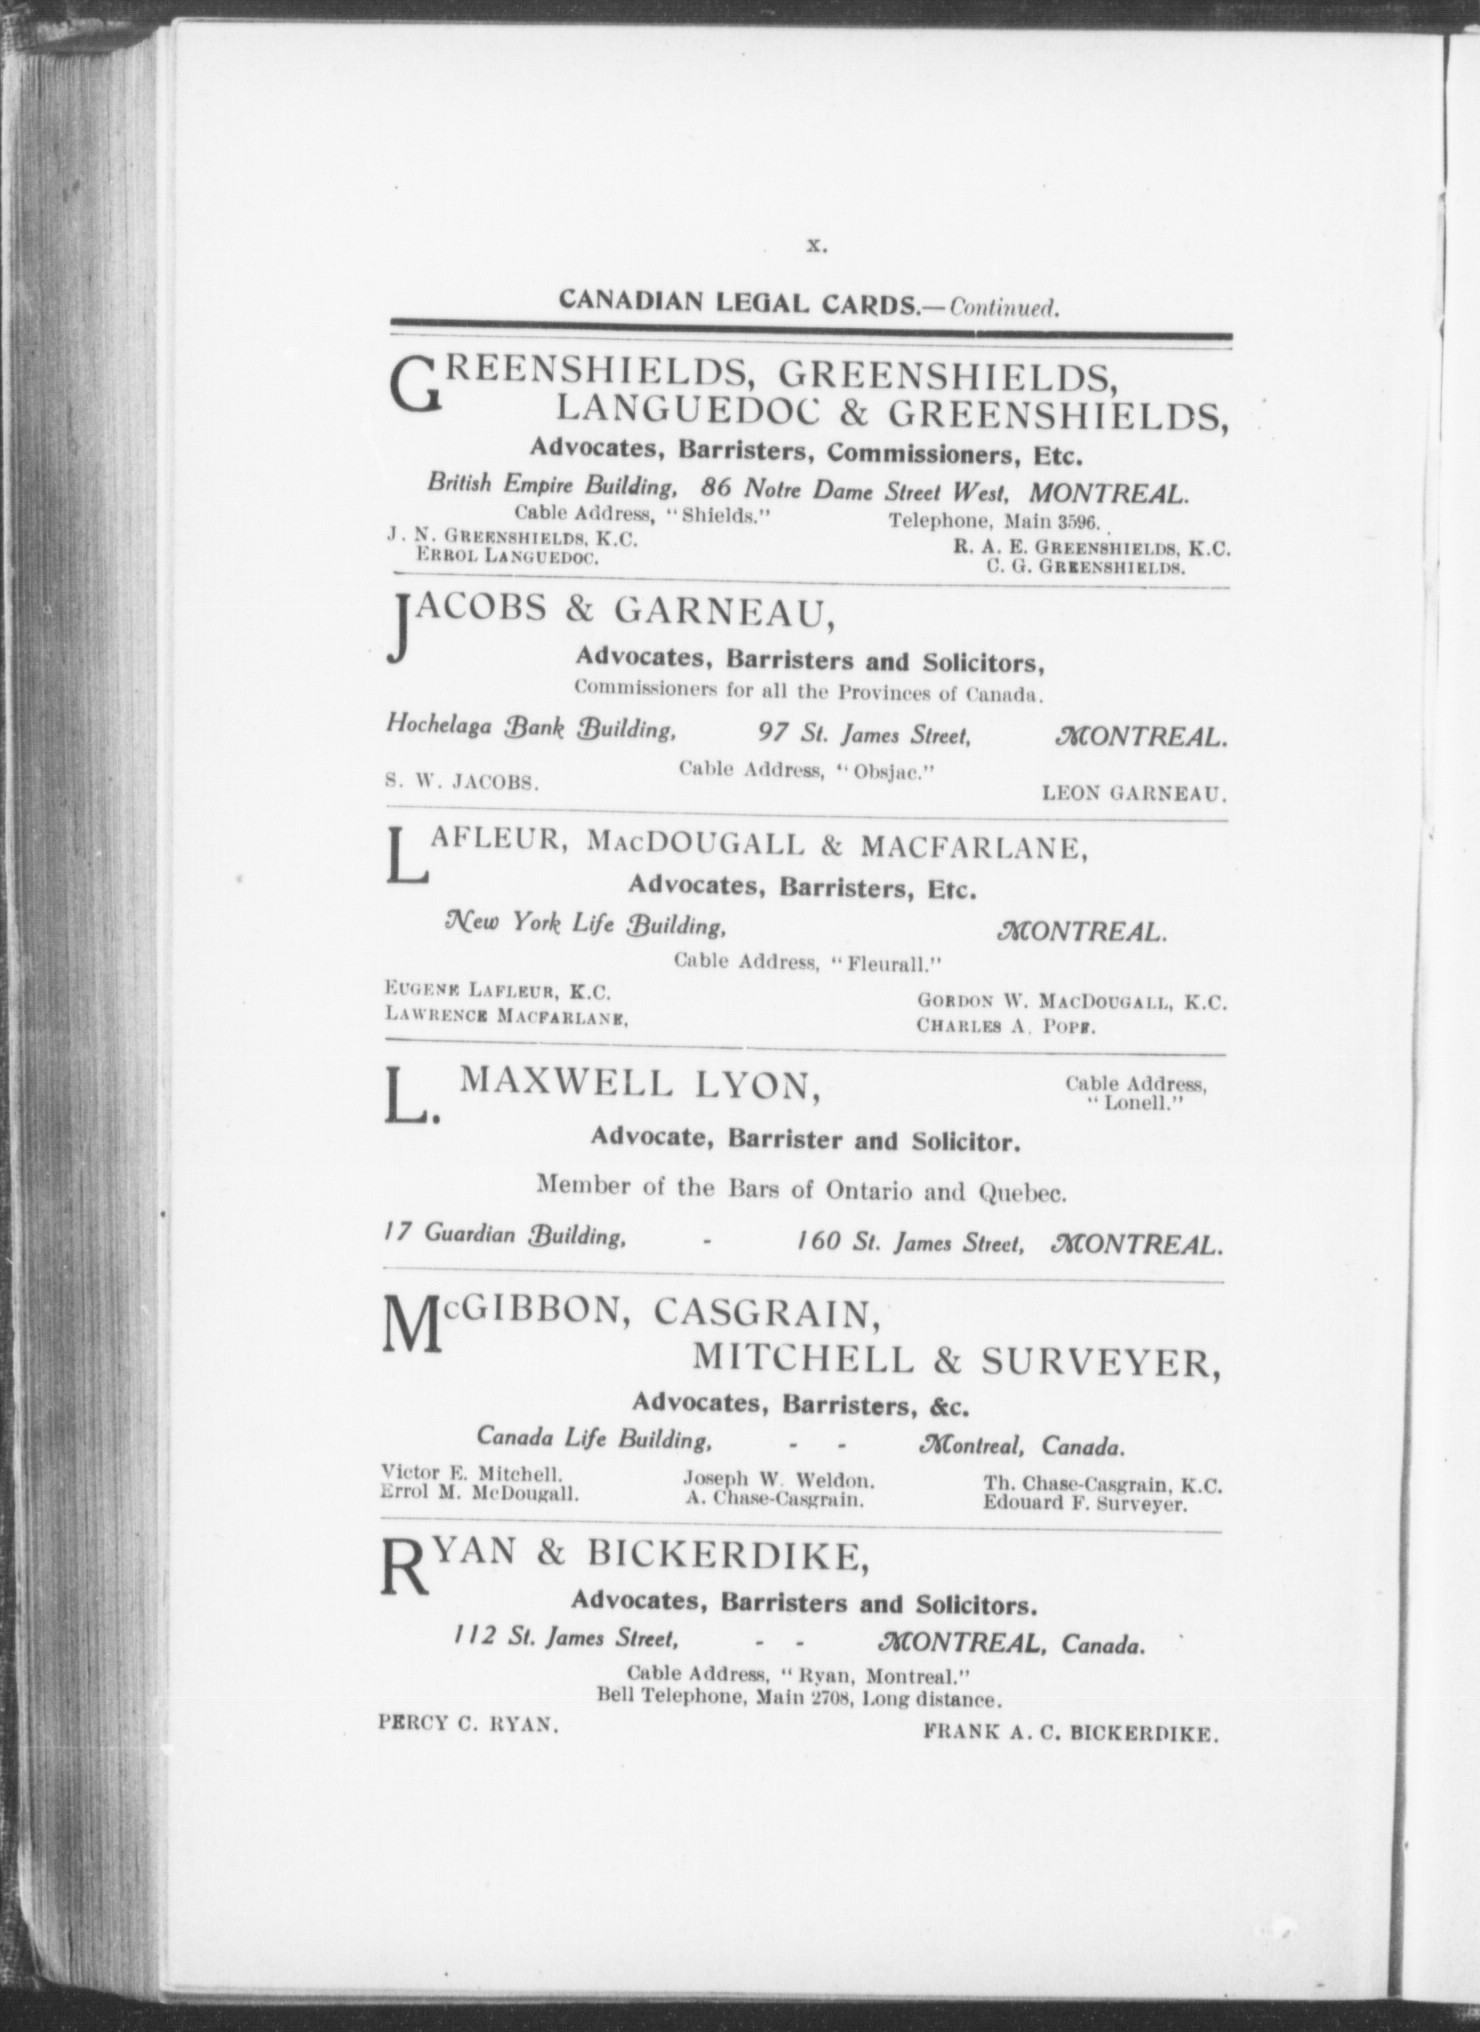 x.
CANADIAN LEGAL CARDS.—Continued.
GREENSHIELDS, GREENSHIELDS,
LANGUEDOC & GREENSHIELDS,
Advocates, Barristers, Commissioners, Etc.
British Empire Building, 86 Notre Dame Street West, MONTREAL.
Cable Address, "Shields." Telephone, Main 3596.
J. N. GREENSHIELDS, K.C. R. A. E. GREENSHIELDS, K.C.
ERROL LANGUEDOC. C. G. GREENSHIELDS.
JACOBS & GARNEAU,
Advocates, Barristers and Solicitors,
Commissioners for all the Provinces of Canada.
Hochelaga Bank Building, 97 St. James Street, MONTREAL.
Cable Address, "Obsjac."
S. W. JACOBS. LEON GARNEAU.
LAFLEUR, MACDOUGALL & MACFARLANE,
Advocates, Barristers, Etc.
New York Life Building, MONTREAL.
Cable Address, "Fleurall."
EUGENE LAFLEUR, K.C. GORDON W. MACDOUGALL, K.C.
LAWRENCE MACFARLANE, CHARLES A. POPE.
L. MAXWELL LYON, Cable Address,
"Lonell."
Advocate, Barrister and Solicitor.
Member of the Bars of Ontario and Quebec.
17 Guardian Building, - 160 St. James Street, MONTREAL.
McGIBBON, CASGRAIN,
MITCHELL & SURVEYER,
Advocates, Barristers, &c.
Canada Life Building, - - Montreal, Canada.
Victor E. Mitchell. Joseph W. Weldon. Th. Chase-Casgrain, K.C.
Errol M. McDougall. A. Chase-Casgrain. Edouard F. Surveyer.
RYAN & BICKERDIKE,
Advocates, Barristers and Solicitors.
112 St. James Street, - - MONTREAL, Canada.
Cable Address, "Ryan, Montreal."
Bell Telephone, Main 2708, Long distance.
PERCY C. RYAN. FRANK A. C. BICKERDIKE.